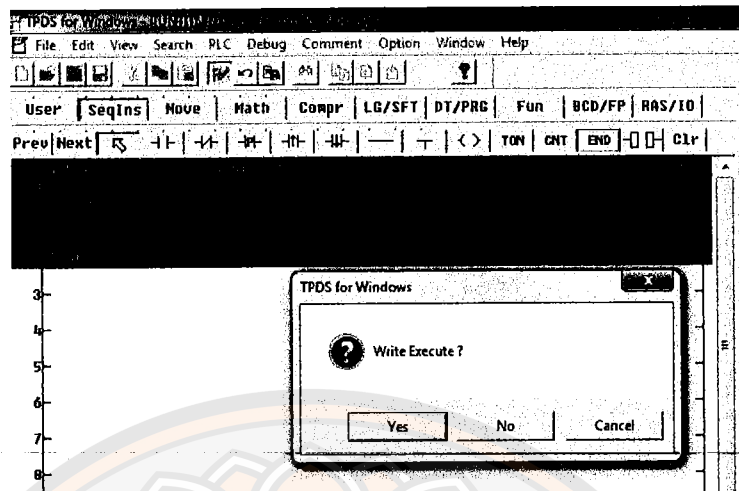 TPDS for Windows
File Edit View Search PLC Debug Comment Option Window Help
User SeqIns Move Math Compr LG/SFT DT/PRG Fun BCD/FP RAS/IO
Prev Next TON CNT END Clr
3
4
TPDS for Windows
Write Execute ?
5
6
Yes No Cancel
7
8